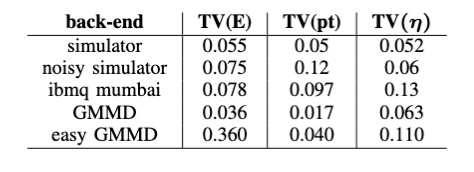 back-end TV(E) TV(pt) TV(η)
simulator 0.055 0.05 0.052
noisy simulator 0.075 0.12 0.06
ibmq mumbai 0.078 0.097 0.13
GMMD 0.036 0.017 0.063
easy GMMD 0.360 0.040 0.110